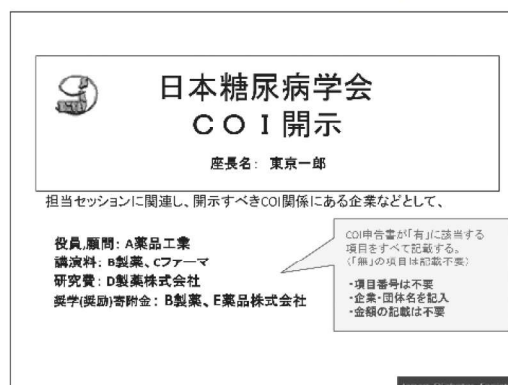 日本糖尿病学会
ＣＯＩ開示
座長名： 東京一郎
担当セッションに関連し、開示すべきCOI関係にある企業などとして、
役員,顧問： A薬品工業
講演料： B製薬、Cファーマ
研究費： D製薬株式会社
奨学(奨励)寄附金： B製薬、E薬品株式会社
COI申告書が「有」に該当する
項目をすべて記載する。
(「無」の項目は記載不要)
・項目番号は不要
・企業・団体名を記入
・金額の記載は不要